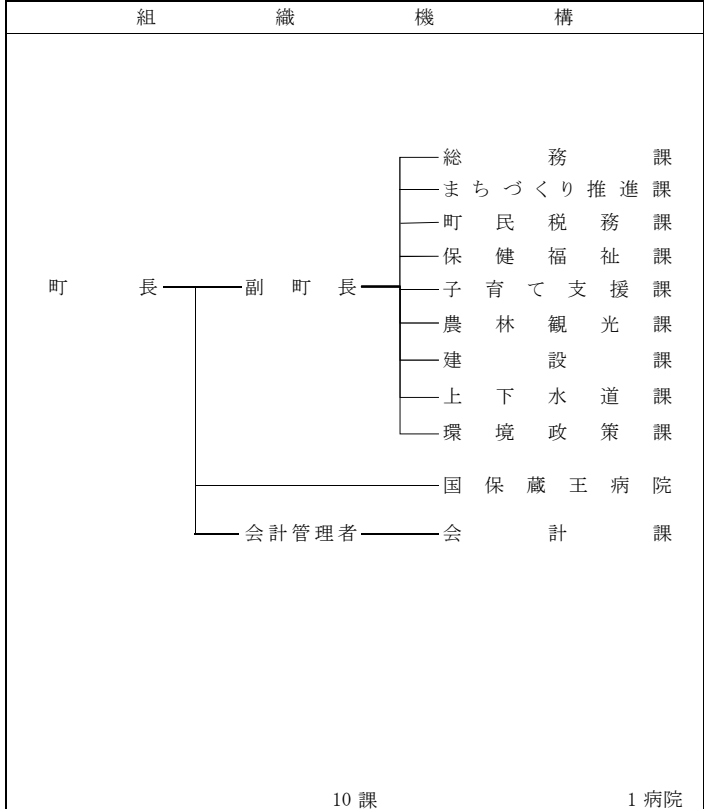 組織機構
総務課
まちづくり推進課
町民税務課
保健福祉課
町長 副町長 子育て支援課
農林観光課
建設課
上下水道課
環境政策課
国保蔵王病院
会計管理者 会計課
10課 1病院